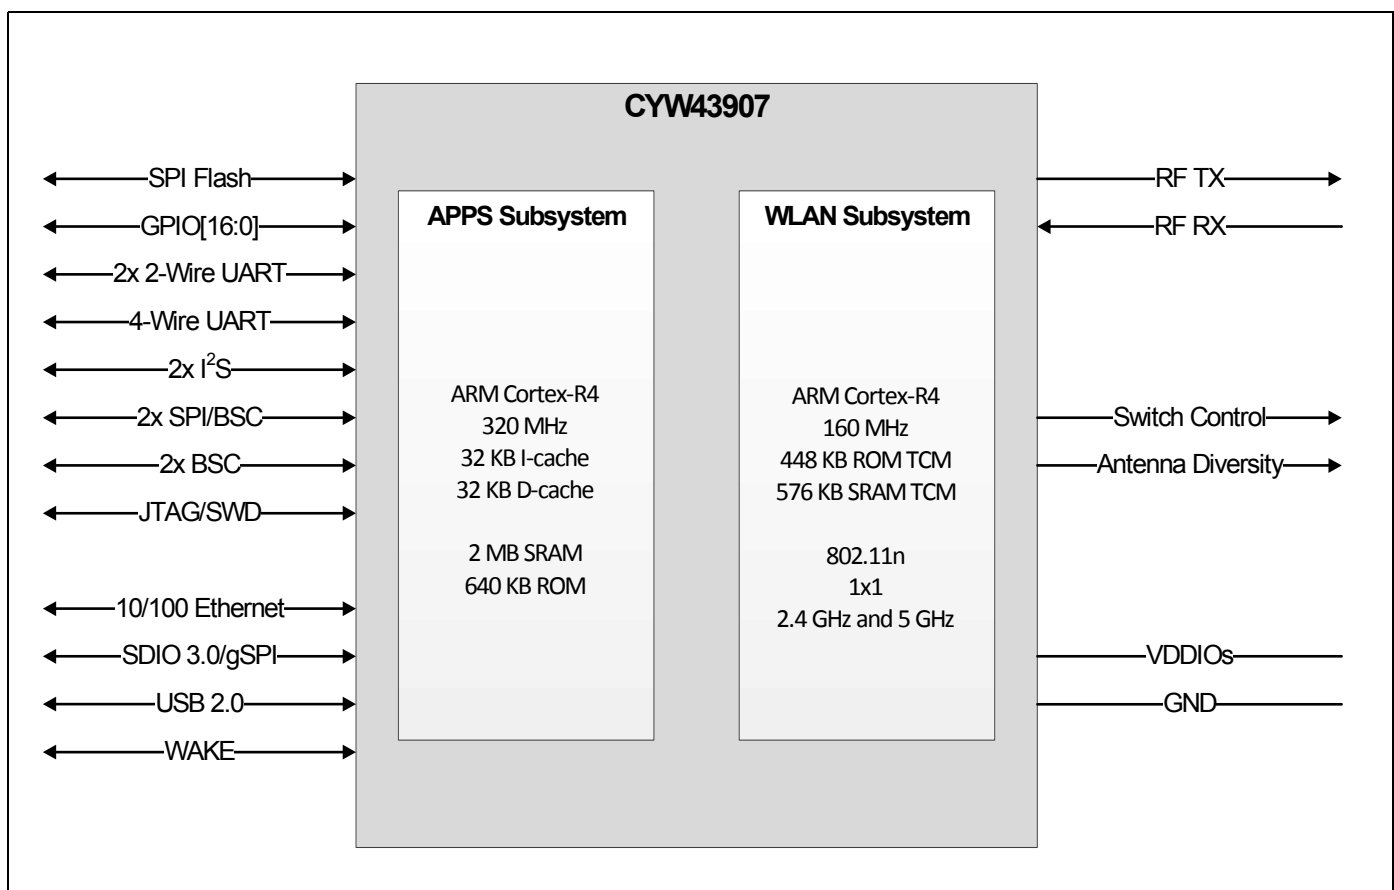 CYW43907
SPI Flash
GPIO[16:0]
2x 2-Wire UART
4-Wire UART
2x I²S
2x SPI/BSC
2x BSC
JTAG/SWD
10/100 Ethernet
SDIO 3.0/gSPI
USB 2.0
WAKE
APPS Subsystem
ARM Cortex-R4
320 MHz
32 KB I-cache
32 KB D-cache
2 MB SRAM
640 KB ROM
WLAN Subsystem
ARM Cortex-R4
160 MHz
448 KB ROM TCM
576 KB SRAM TCM
802.11n
1x1
2.4 GHz and 5 GHz
RF TX
RF RX
Switch Control
Antenna Diversity
VDDIOs
GND